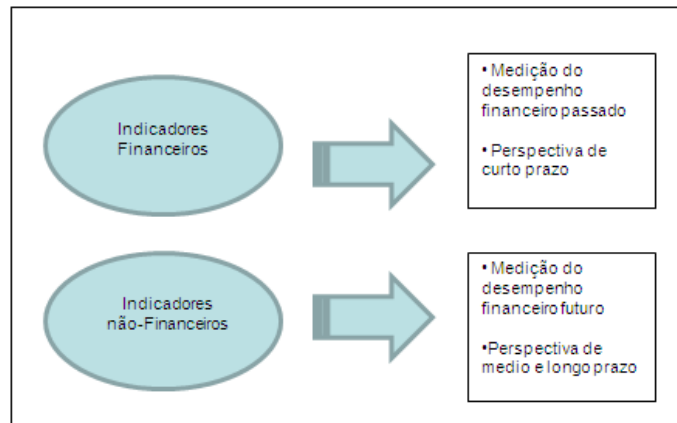 Indicadores
Financeiros
• Medição do
desempenho
financeiro passado
• Perspectiva de
curto prazo
Indicadores
não-Financeiros
• Medição do
desempenho
financeiro futuro
•Perspectiva de
medio e longo prazo